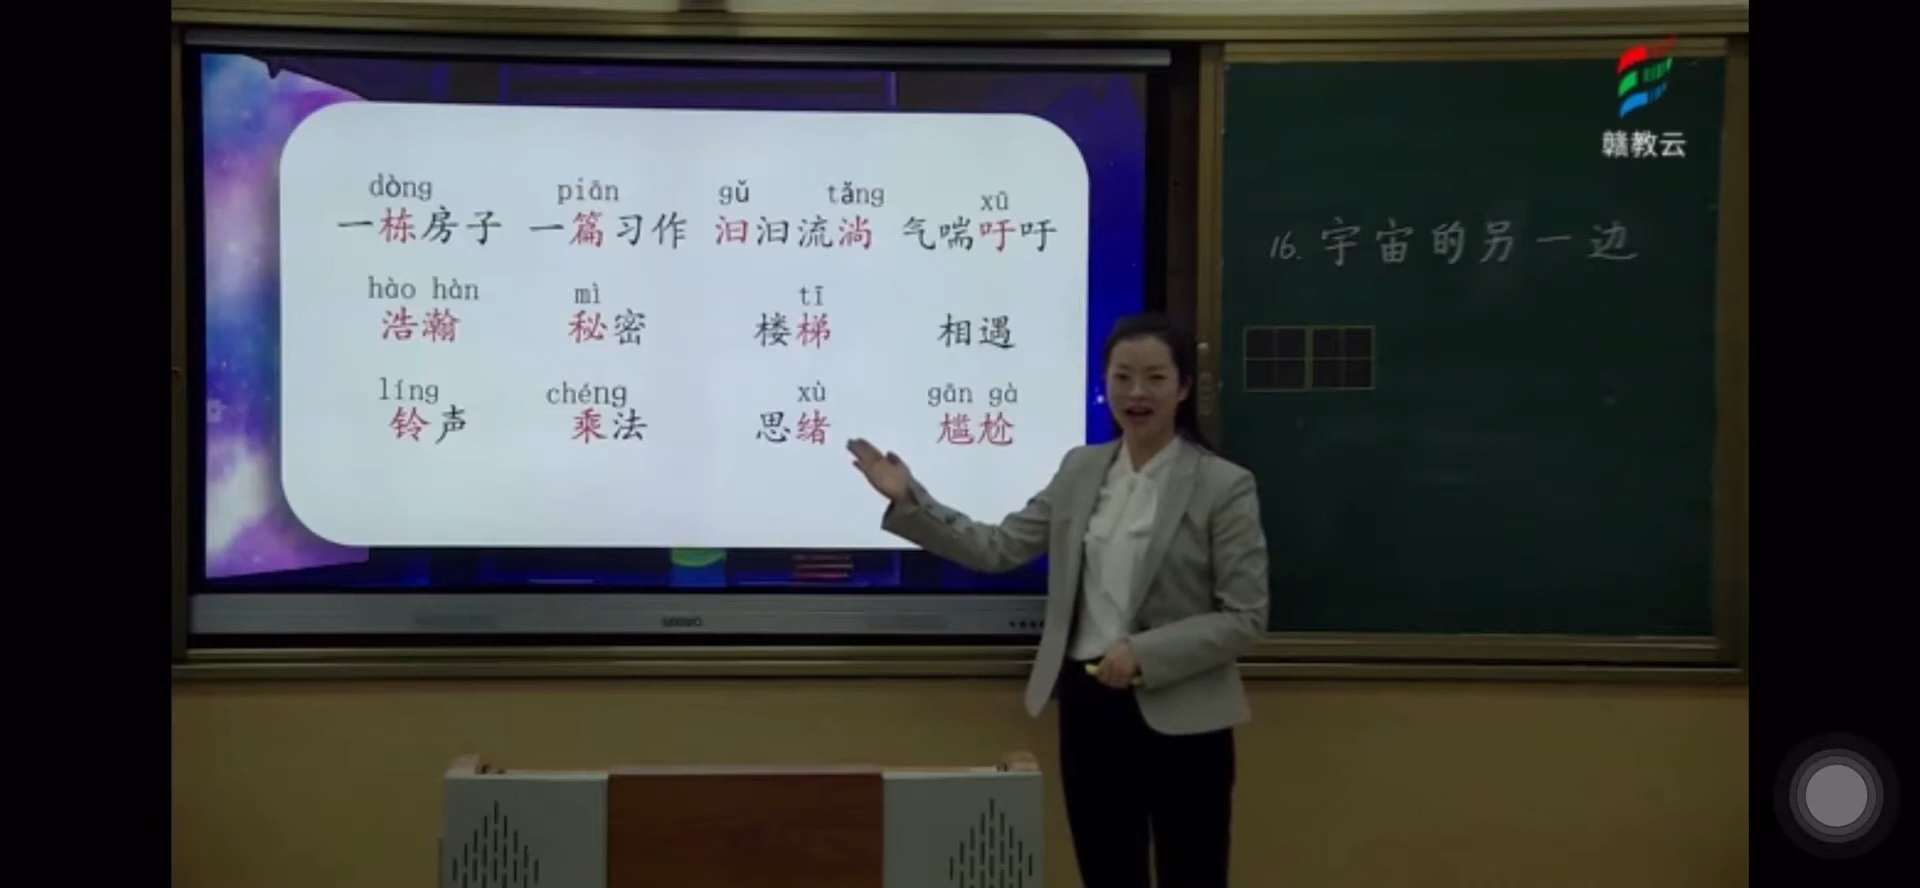 dòng piān gǔ tǎng xū
一栋房子 一篇习作 汩汩流淌 气喘吁吁
hào hàn mì tī
浩瀚 秘密 楼梯 相遇
líng chéng xù gān gà
铃声 乘法 思绪 尴尬
16.宇宙的另一边
赣教云